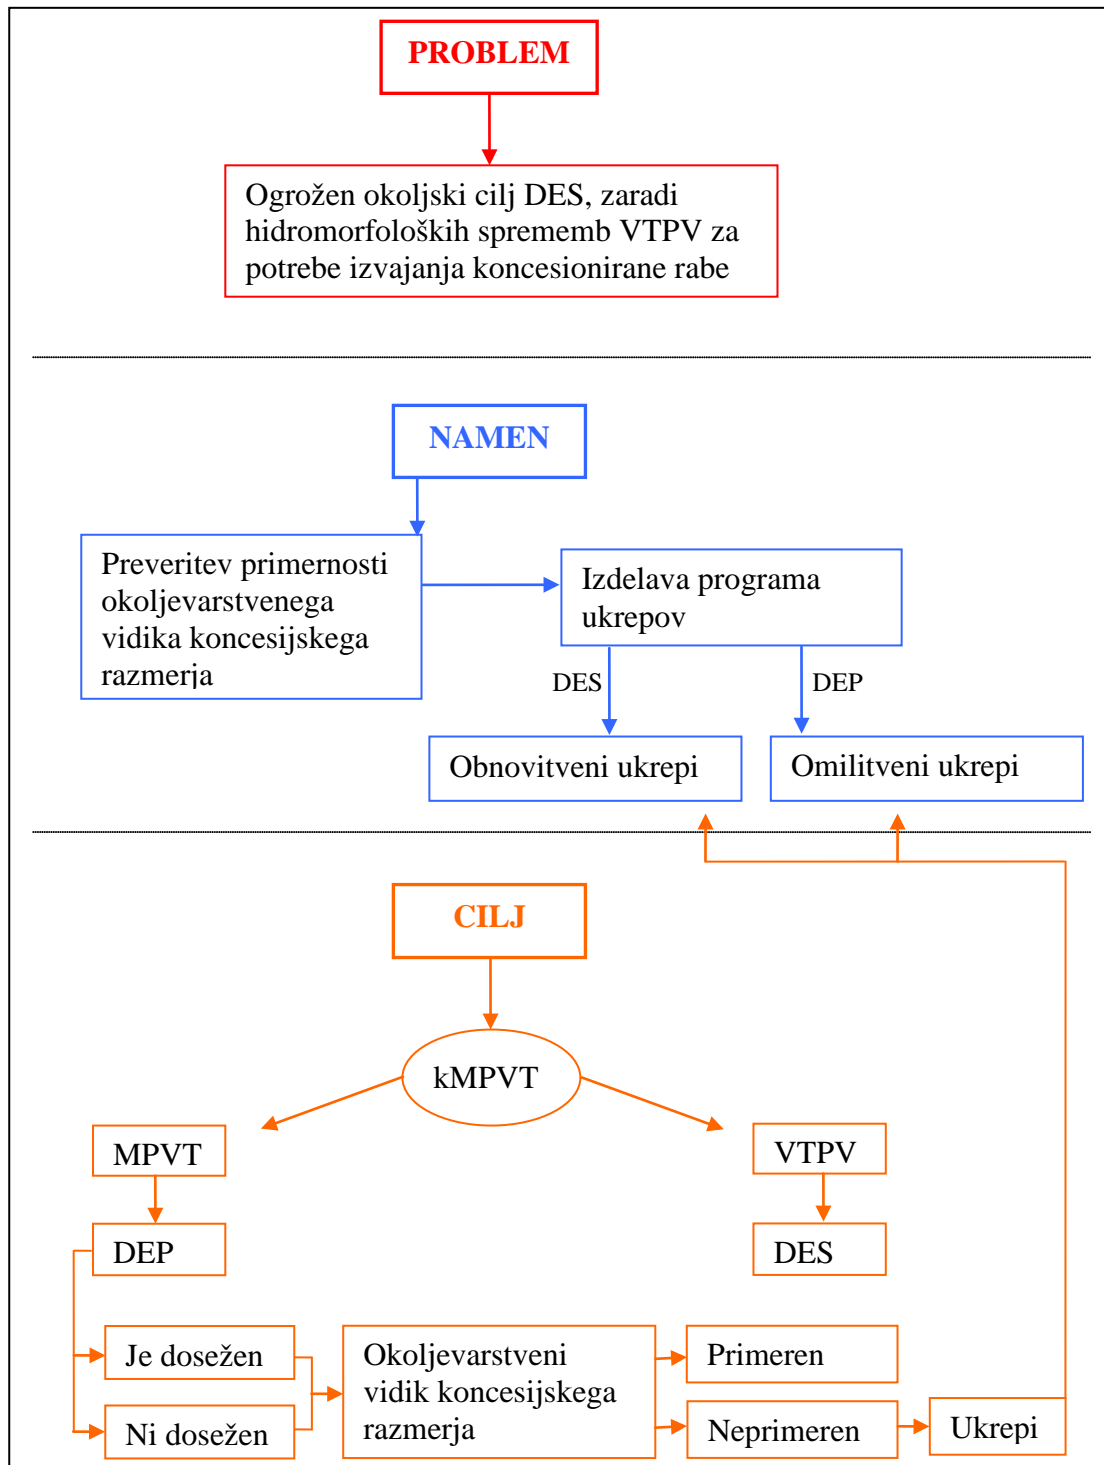 PROBLEM
Ogrožen okoljski cilj DES, zaradi
hidromorfoloških sprememb VTPV za
potrebe izvajanja koncesionirane rabe
NAMEN
Preveritev primernosti
okoljevarstvenega
vidika koncesijskega
razmerja
Izdelava programa
ukrepov
DES
DEP
Obnovitveni ukrepi
Omilitveni ukrepi
CILJ
kMPVT
MPVT
VTPV
DEP
DES
Je dosežen
Ni dosežen
Okoljevarstveni
vidik koncesijskega
razmerja
Primeren
Neprimeren
Ukrepi